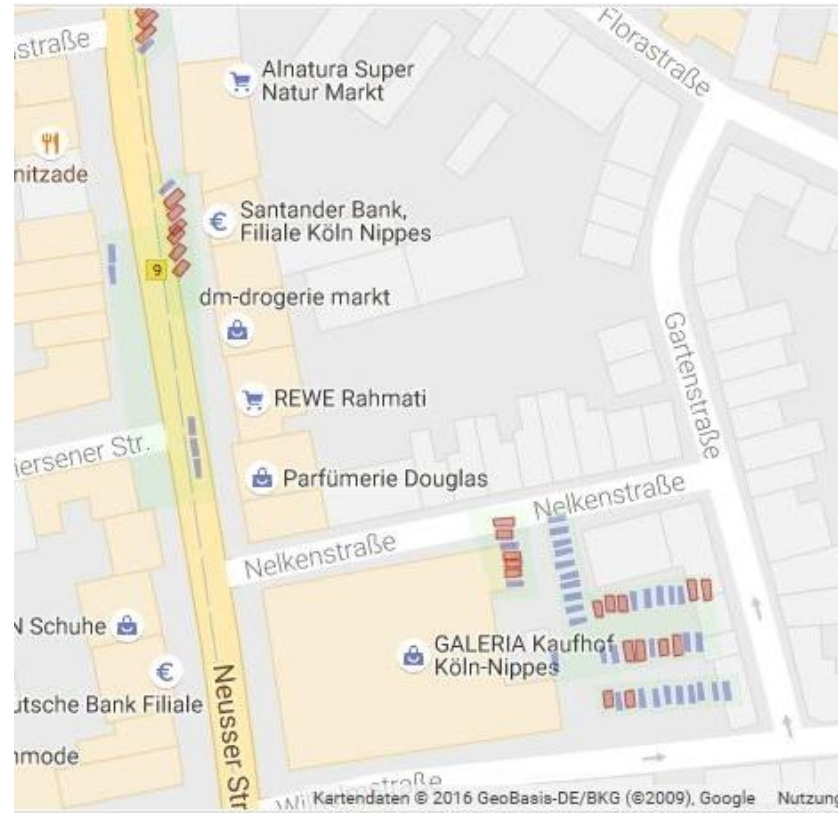 straße
Florastraße
Alnatura Super
Natur Markt
nitzade
€
Santander Bank,
Filiale Köln Nippes
9
dm-drogerie markt
REWE Rahmati
Gartenstraße
iersener Str.
Parfümerie Douglas
Nelkenstraße
Nelkenstraße
N Schuhe
GALERIA Kaufhof
Köln-Nippes
€
utsche Bank Filiale
Neusser Str
nmode
Kartendaten © 2016 GeoBasis-DE/BKG (©2009), Google
Nutzung